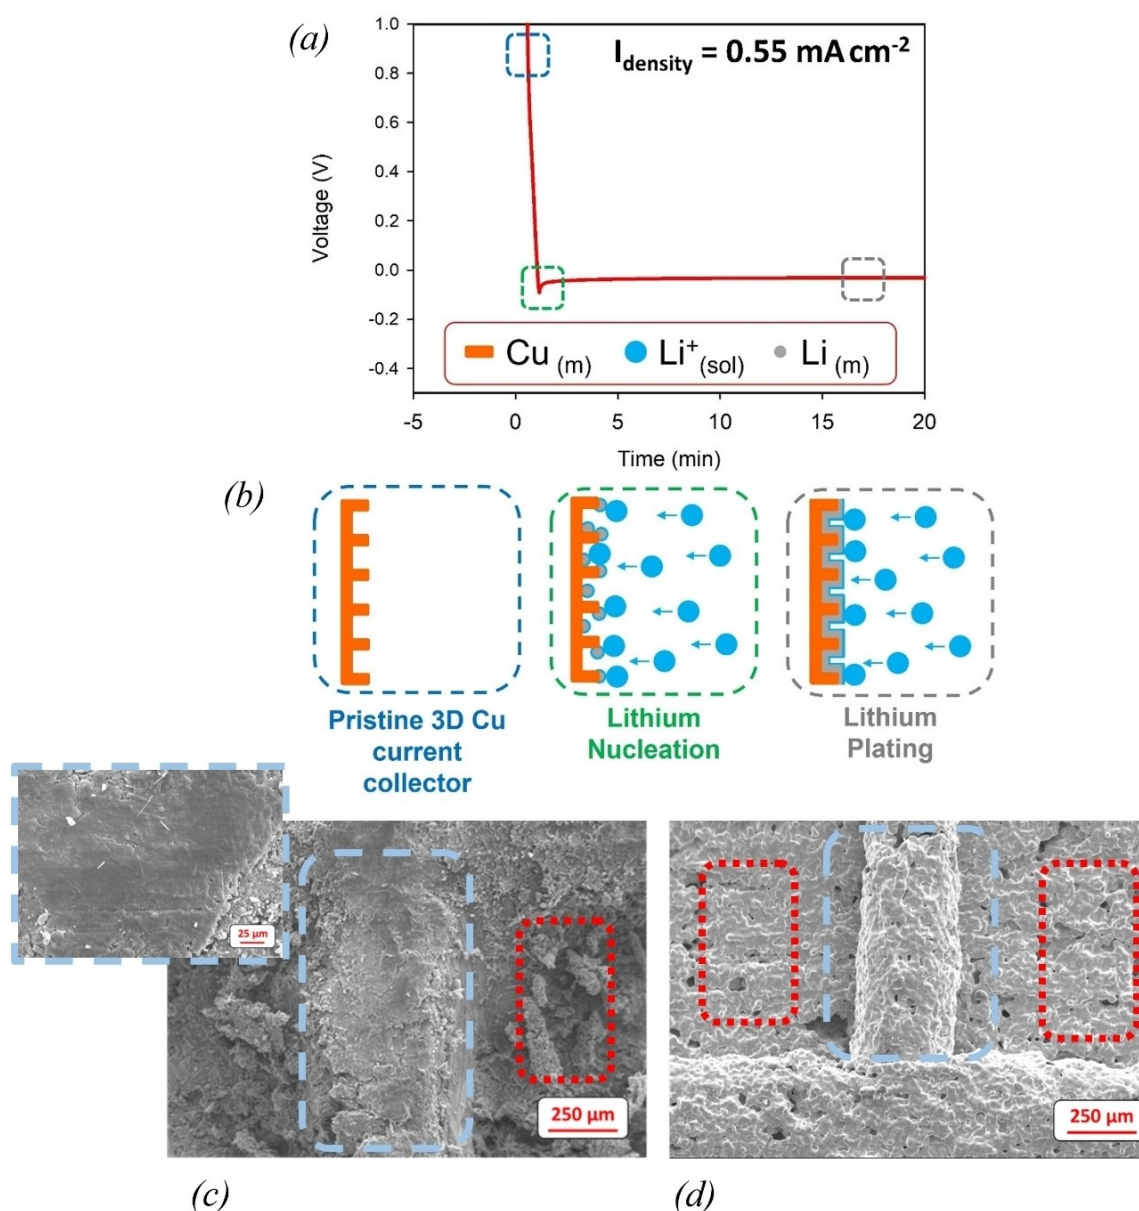 (a)
I_density = 0.55 mA cm⁻²
1.0
0.8
0.6
0.4
0.2
0.0
-0.2
-0.4
Voltage (V)
Cu (m) Li⁺(sol) Li (m)
-5 0 5 10 15 20
Time (min)
(b)
Pristine 3D Cu
current
collector
Lithium
Nucleation
Lithium
Plating
25 µm
250 µm
250 µm
(c)
(d)